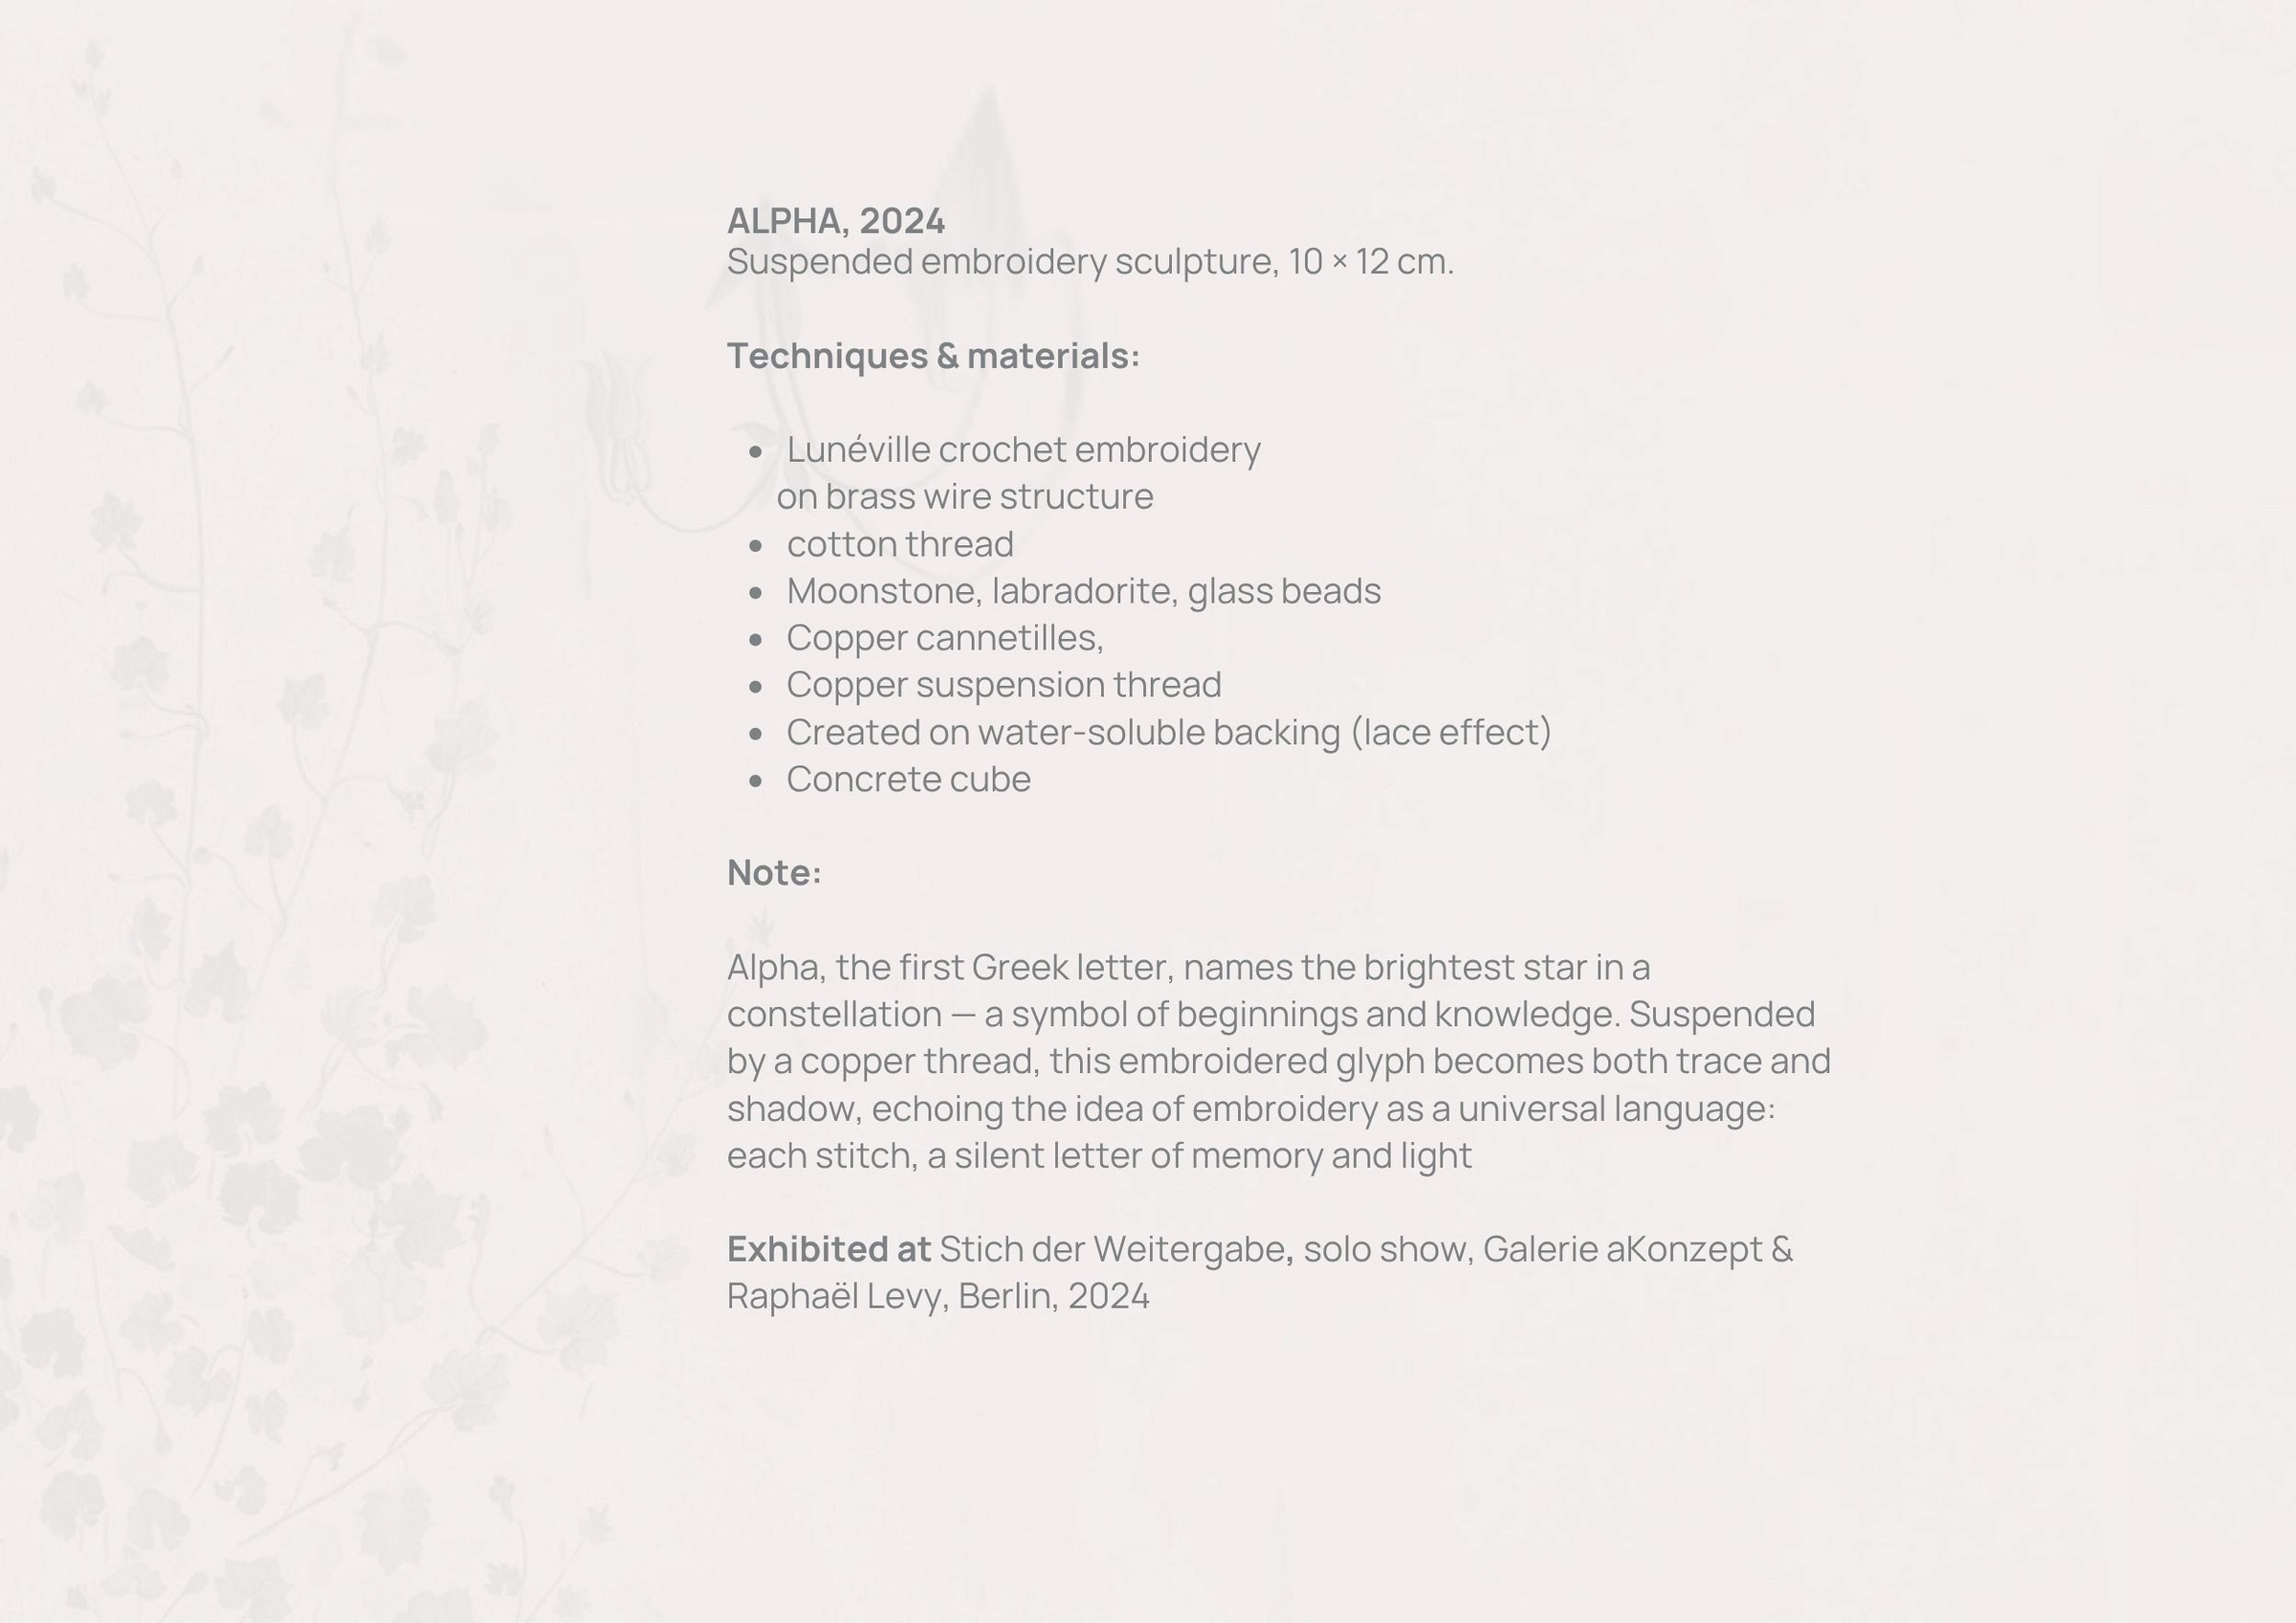 ALPHA, 2024
Suspended embroidery sculpture, 10 × 12 cm.
Techniques & materials:
• Lunéville crochet embroidery
on brass wire structure
• cotton thread
• Moonstone, labradorite, glass beads
• Copper cannetilles,
• Copper suspension thread
• Created on water-soluble backing (lace effect)
• Concrete cube
Note:
Alpha, the first Greek letter, names the brightest star in a
constellation — a symbol of beginnings and knowledge. Suspended
by a copper thread, this embroidered glyph becomes both trace and
shadow, echoing the idea of embroidery as a universal language:
each stitch, a silent letter of memory and light
Exhibited at Stich der Weitergabe, solo show, Galerie aKonzept &
Raphaël Levy, Berlin, 2024